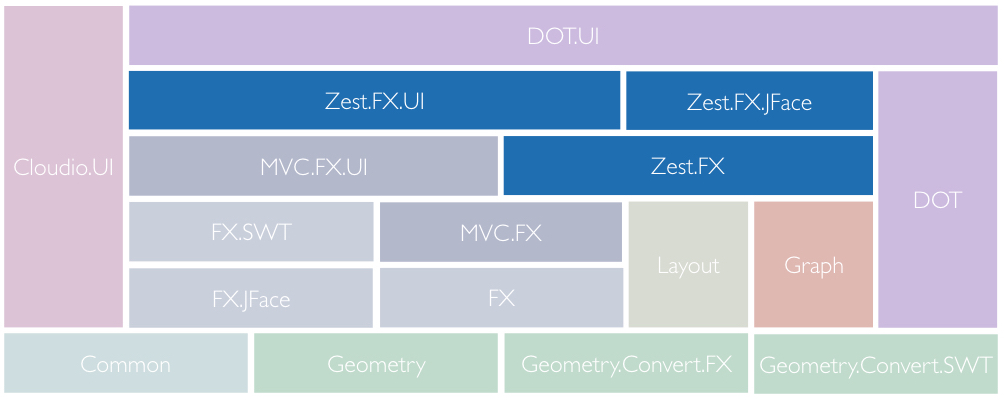 DOT.UI
Zest.FX.UI
Zest.FX.JFace
Cloudio.UI
MVC.FX.UI
Zest.FX
DOT
FX.SWT
MVC.FX
Layout
Graph
FX.JFace
FX
Common
Geometry
Geometry.Convert.FX
Geometry.Convert.SWT